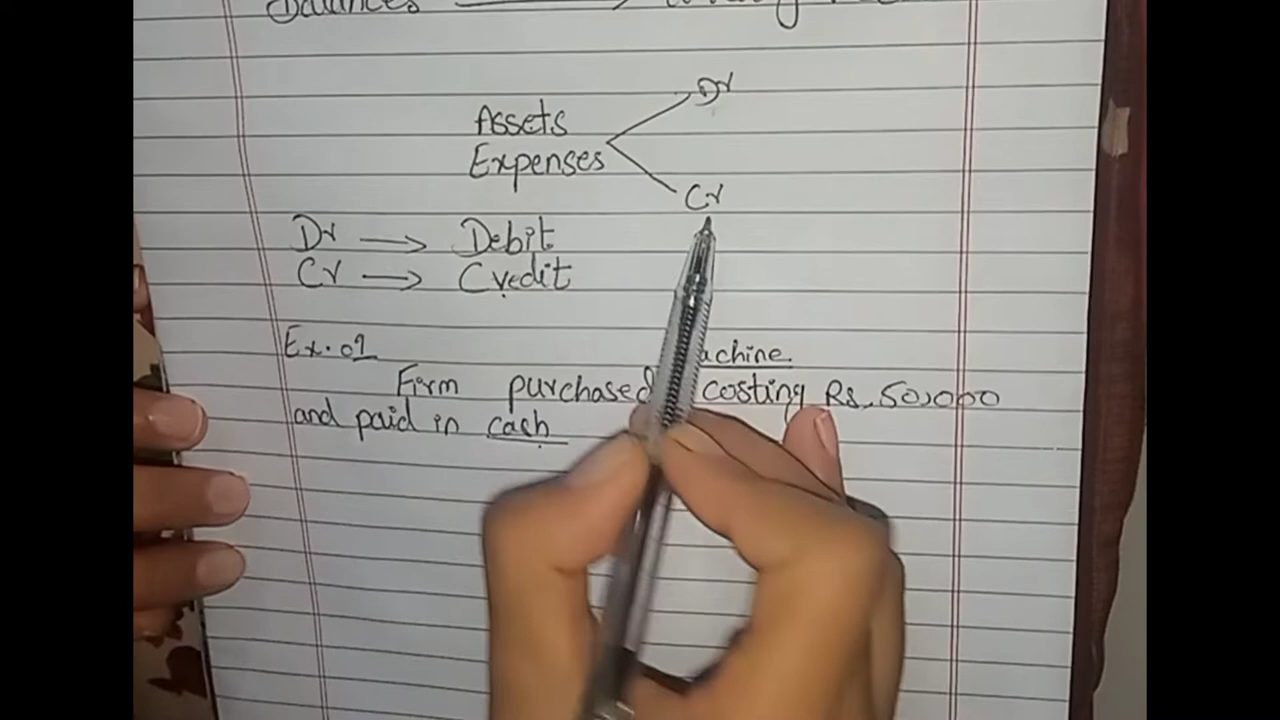 Balances
Dr
Assets
Expenses
Cr
Dr → Debit
Cr → Credit
Ex. 01
achine.
Firm purchased costing Rs. 50,000
and paid in cash